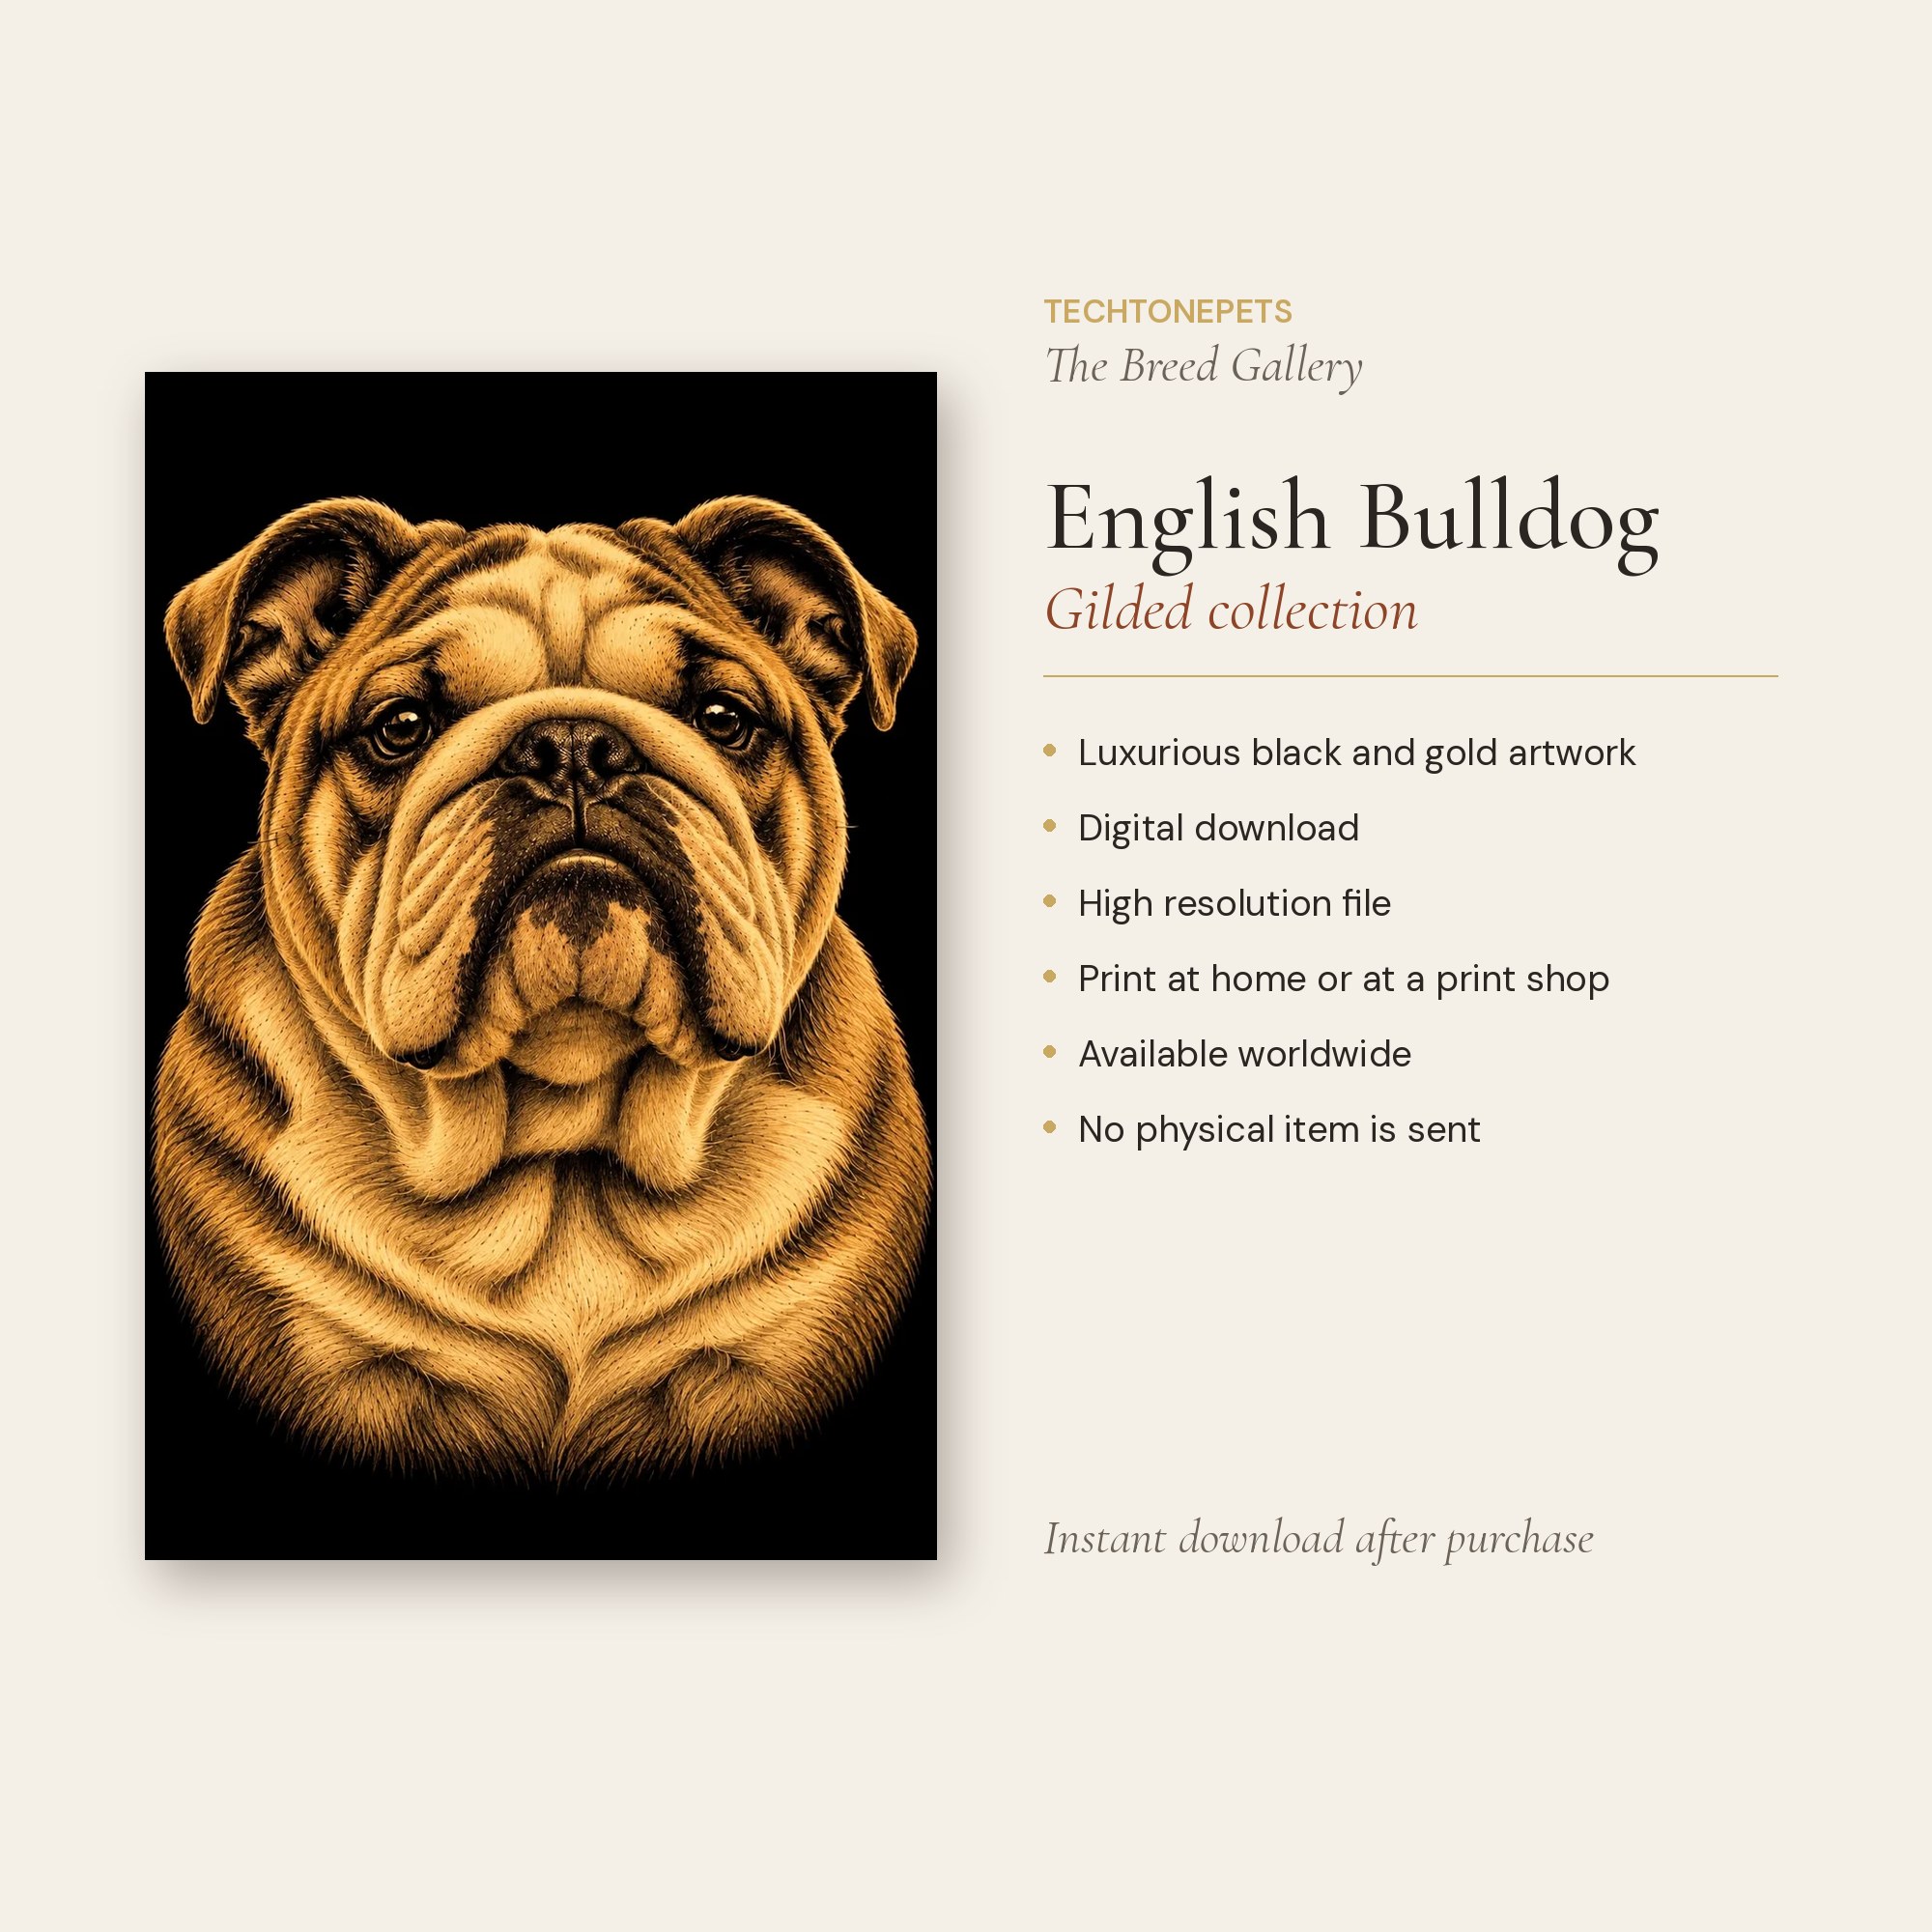 TECHTONEPETS
The Breed Gallery
English Bulldog
Gilded collection
Luxurious black and gold artwork
Digital download
High resolution file
Print at home or at a print shop
Available worldwide
No physical item is sent
Instant download after purchase